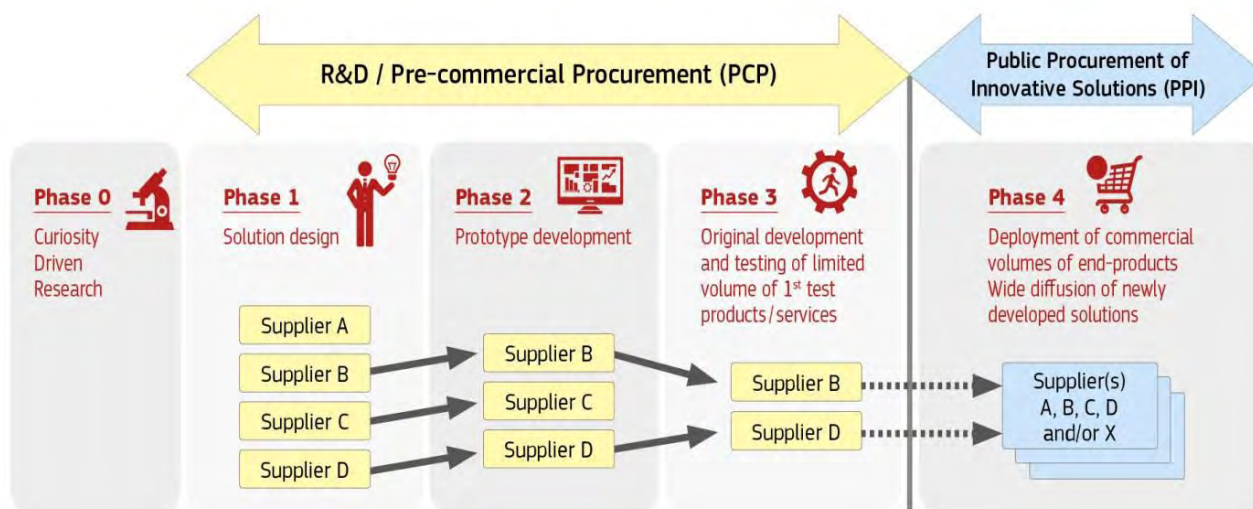 R&D / Pre-commercial Procurement (PCP)
Public Procurement of
Innovative Solutions (PPI)
Phase 0
Curiosity
Driven
Research
Phase 1
Solution design
Supplier A
Supplier B
Supplier C
Supplier D
Phase 2
Prototype development
Supplier B
Supplier C
Supplier D
Phase 3
Original development
and testing of limited
volume of 1st test
products/services
Supplier B
Supplier D
Phase 4
Deployment of commercial
volumes of end-products
Wide diffusion of newly
developed solutions
Supplier(s)
A, B, C, D
and/or X